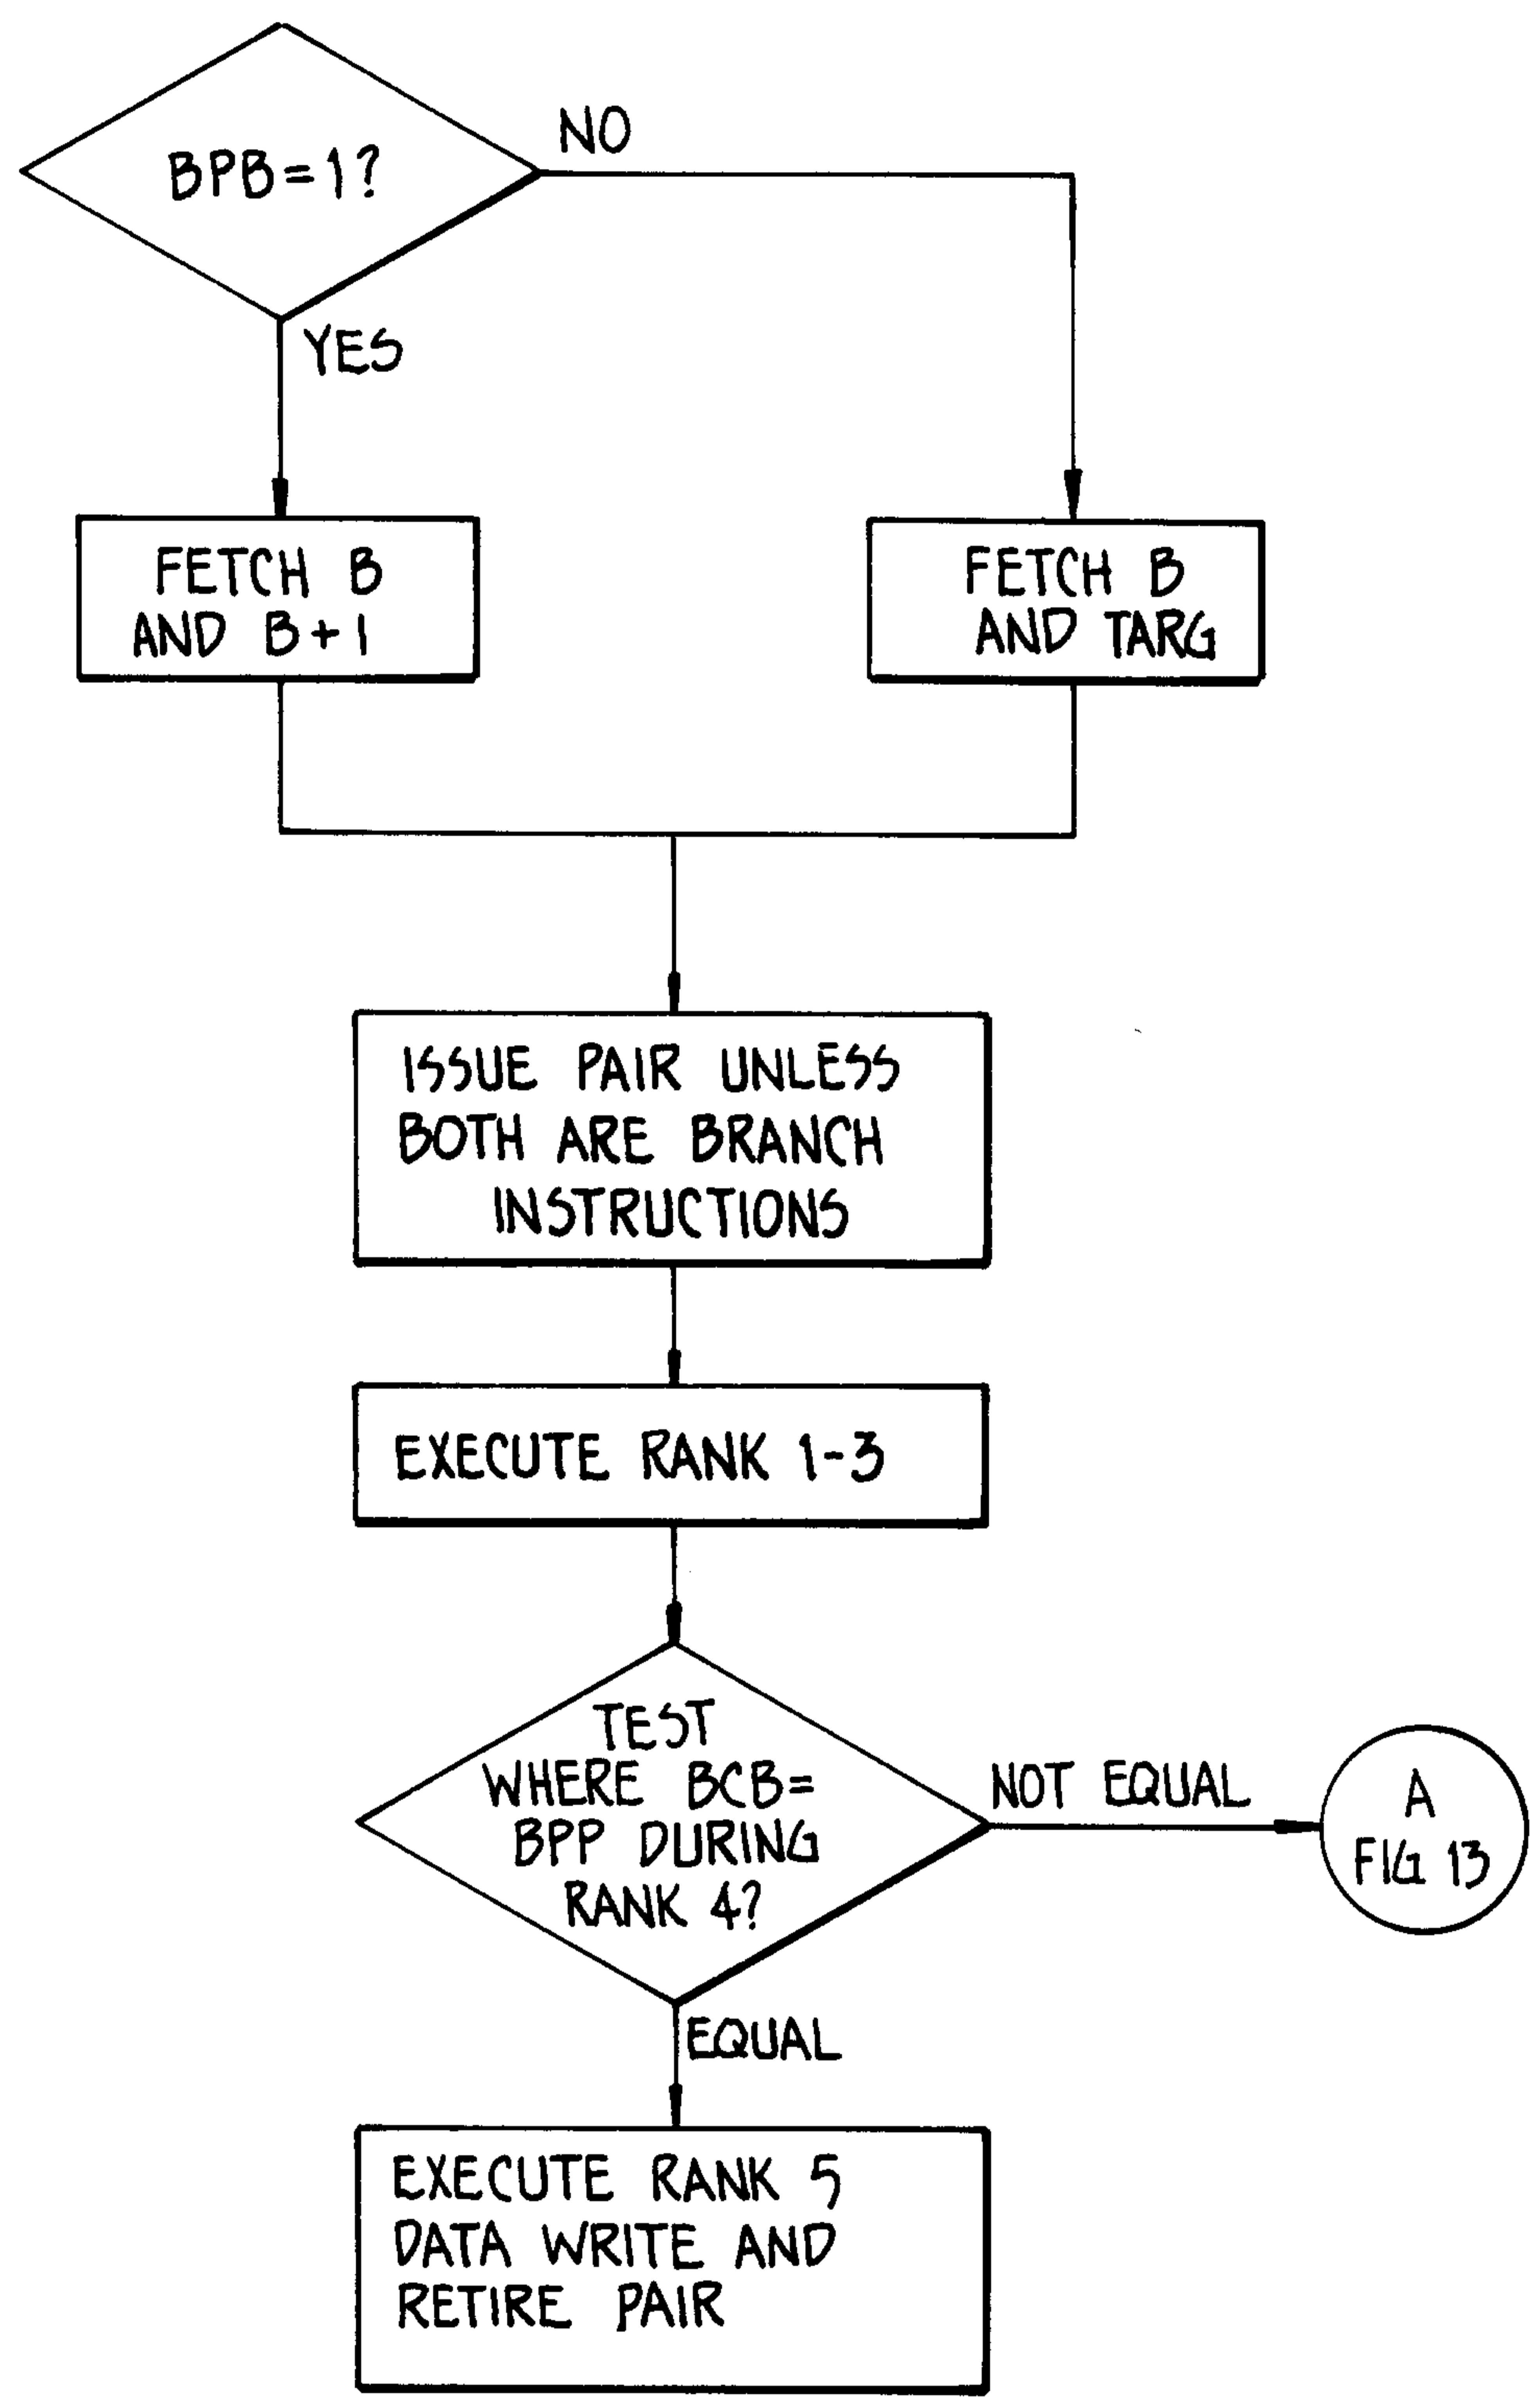 BPB=1?
NO
YES
FETCH B
AND B+1
FETCH B
AND TARG
ISSUE PAIR UNLESS
BOTH ARE BRANCH
INSTRUCTIONS
EXECUTE RANK 1-3
TEST
WHERE BCB=
BPP DURING
RANK 4?
NOT EQUAL
A
FIG 13
EQUAL
EXECUTE RANK 5
DATA WRITE AND
RETIRE PAIR